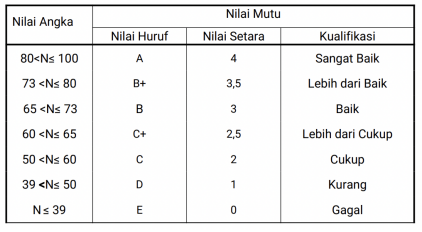 Nilai Angka Nilai Mutu
Nilai Huruf Nilai Setara Kualifikasi
80<N≤ 100 A 4 Sangat Baik
73 <N≤ 80 B+ 3,5 Lebih dari Baik
65 <N≤ 73 B 3 Baik
60 <N≤ 65 C+ 2,5 Lebih dari Cukup
50 <N≤ 60 C 2 Cukup
39 <N≤ 50 D 1 Kurang
N ≤ 39 E 0 Gagal